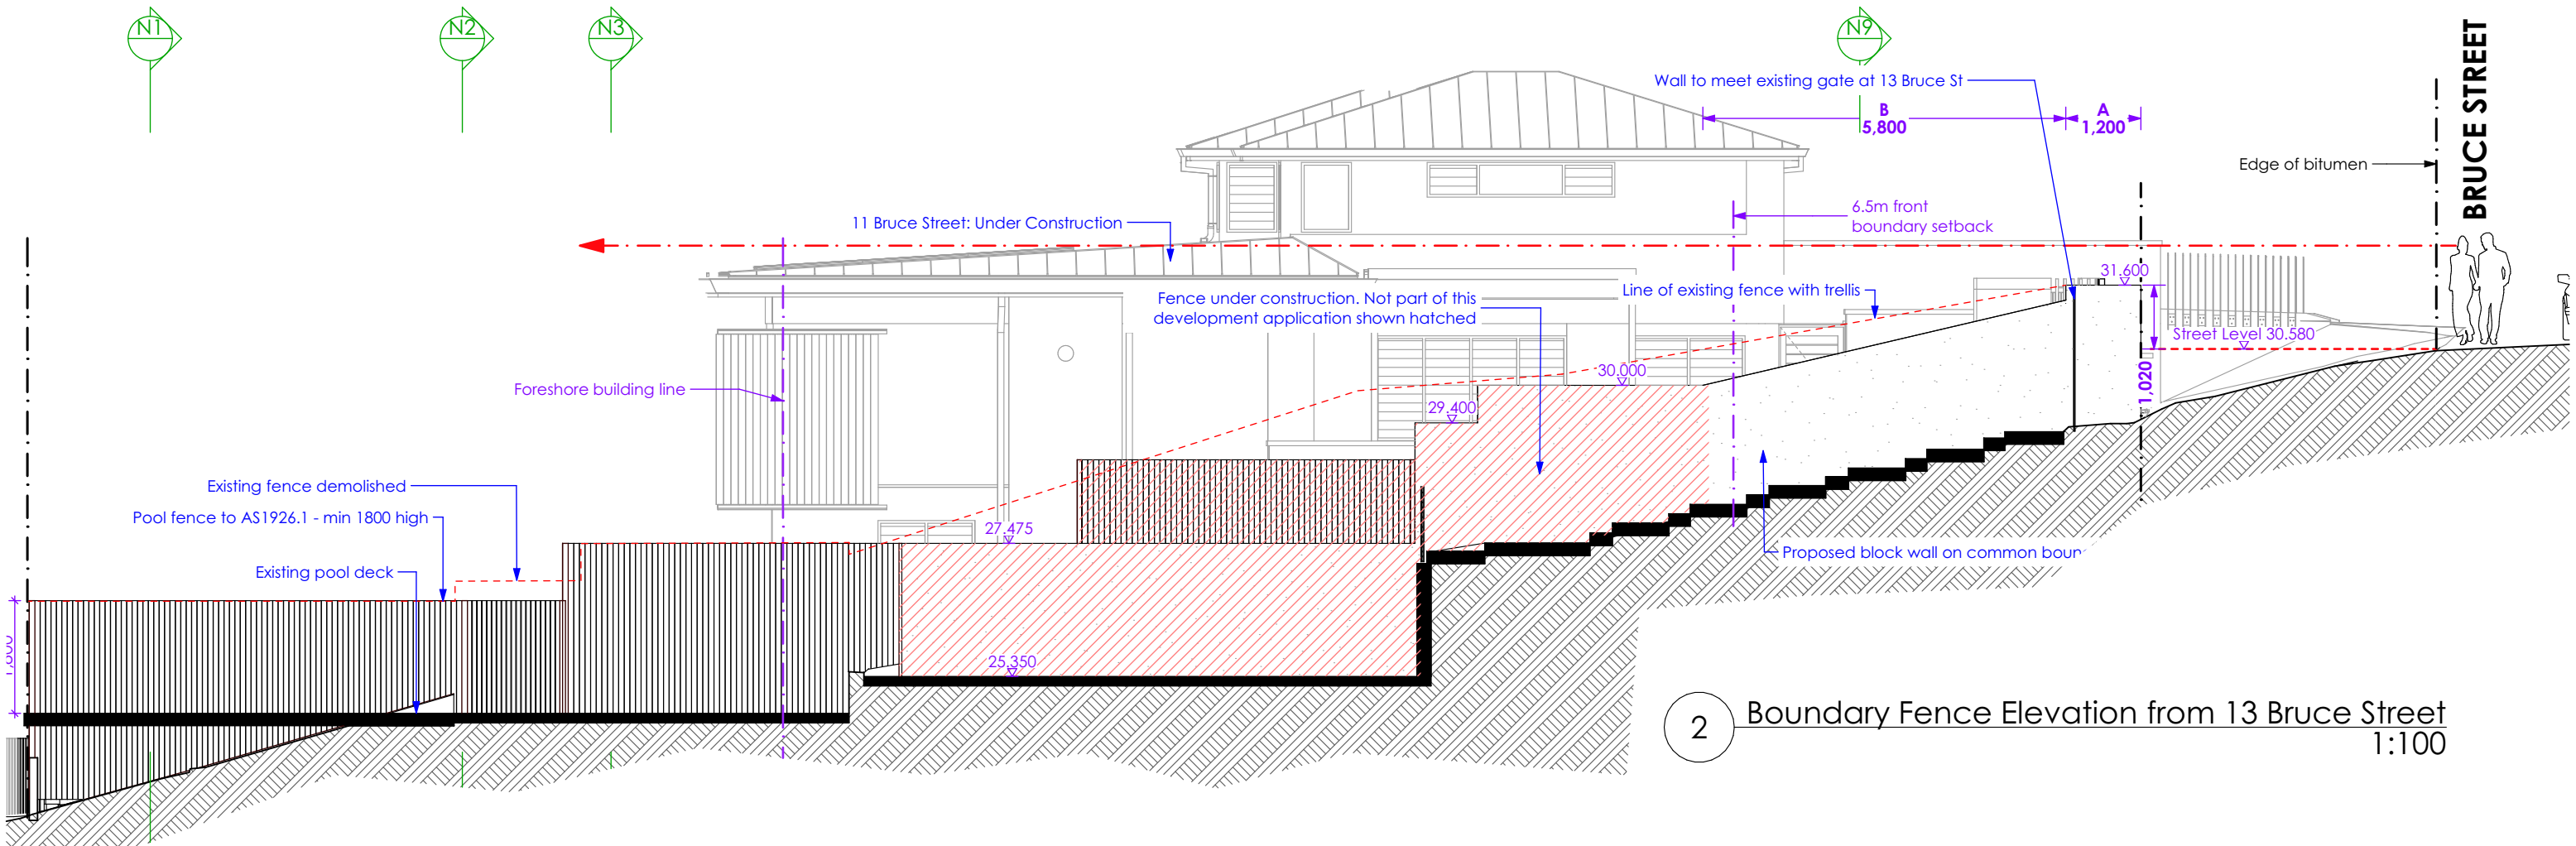 N1
N2
N3
N9
BRUCE STREET
Wall to meet existing gate at 13 Bruce St
B
5,800
A
1,200
Edge of bitumen
6.5m front
boundary setback
11 Bruce Street: Under Construction
31.600
Fence under construction. Not part of this
development application shown hatched
Line of existing fence with trellis
Street Level 30.580
30.000
1,020
Foreshore building line
29.400
Existing fence demolished
Pool fence to AS1926.1 - min 1800 high
27.475
Proposed block wall on common
Existing pool deck
25.350
2
Boundary Fence Elevation from 13 Bruce Street
1:100